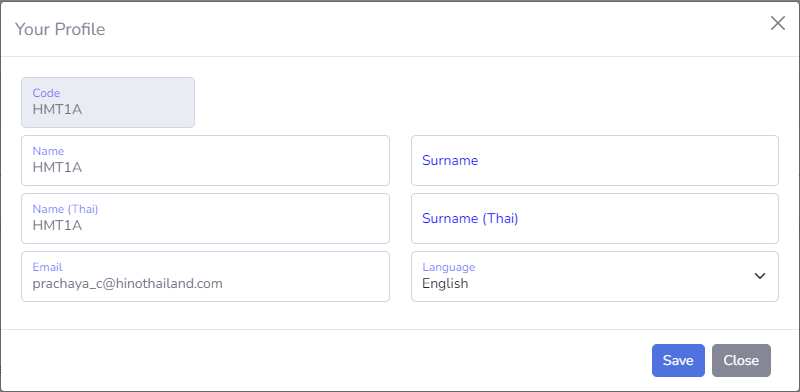 Your Profile
Code
HMT1A
Name
HMT1A
Surname
Name (Thai)
HMT1A
Surname (Thai)
Email
prachaya_c@hinothailand.com
Language
English
Save
Close